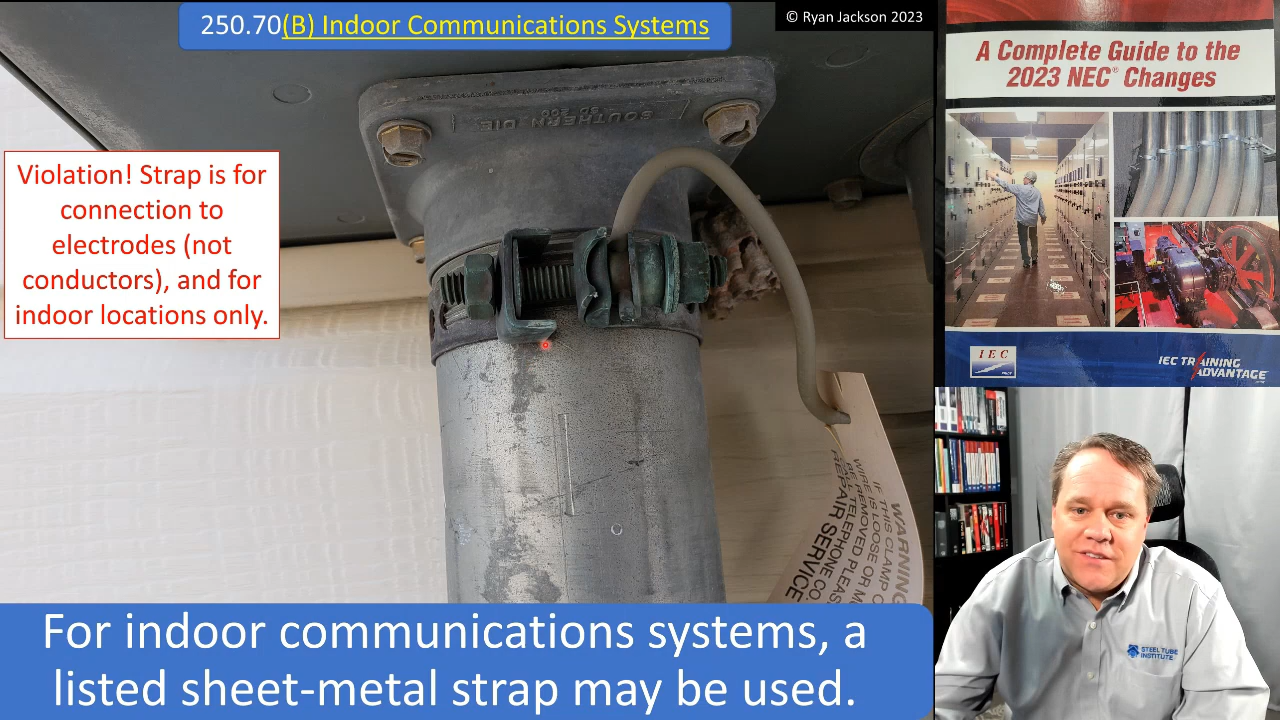 250.70(B) Indoor Communications Systems
© Ryan Jackson 2023
Violation! Strap is for
connection to
electrodes (not
conductors), and for
indoor locations only.
SOUTHERN DIE
WARNING
IF THIS CLAMP
WIRE IS LOOSE OR
REMOVED
TELEPHONE CO.
REPAIR SERVICE
For indoor communications systems, a
listed sheet-metal strap may be used.
A Complete Guide to the
2023 NEC® Changes
IEC
IEC TRAINING
ADVANTAGE
STEEL TUBE
INSTITUTE